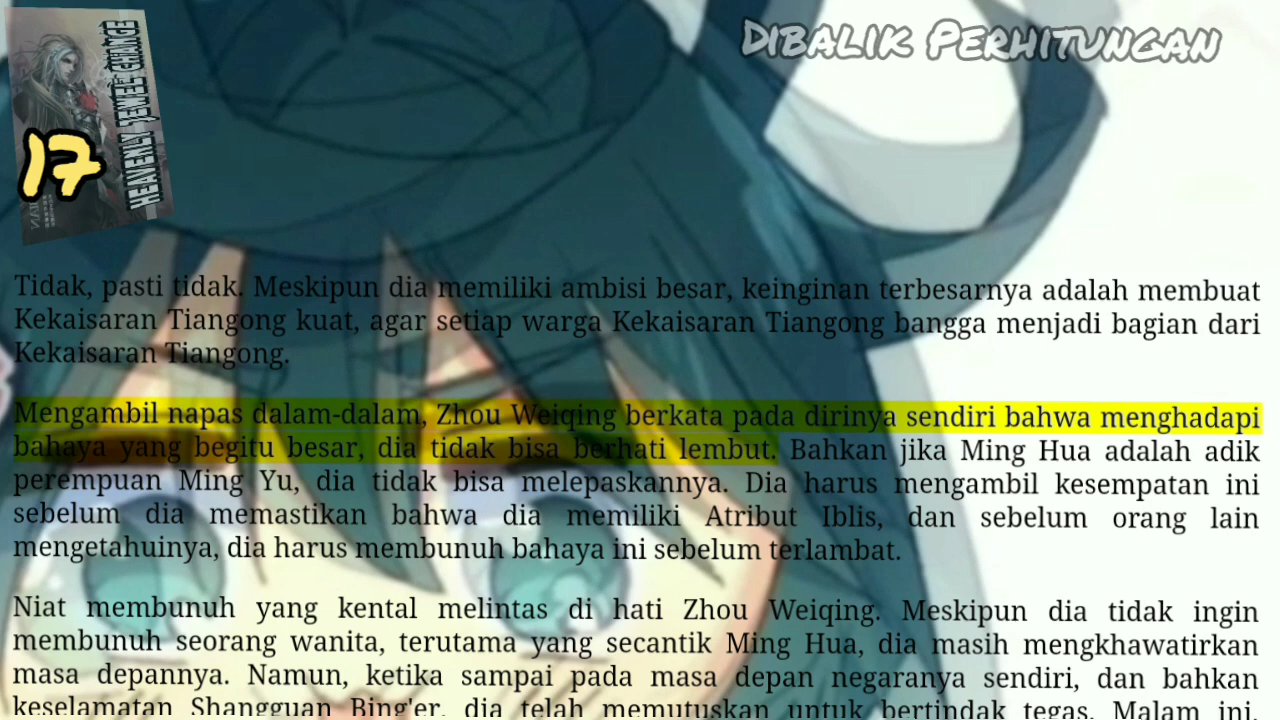 DIBALIK PERHITUNGAN
HEAVENLY JEWEL CHANGE
17
Tidak, pasti tidak. Meskipun dia memiliki ambisi besar, keinginan terbesarnya adalah membuat
Kekaisaran Tiangong kuat, agar setiap warga Kekaisaran Tiangong bangga menjadi bagian dari
Kekaisaran Tiangong.
Mengambil napas dalam-dalam, Zhou Weiqing berkata pada dirinya sendiri bahwa menghadapi
bahaya yang begitu besar, dia tidak bisa berhati lembut. Bahkan jika Ming Hua adalah adik
perempuan Ming Yu, dia tidak bisa melepaskannya. Dia harus mengambil kesempatan ini
sebelum dia memastikan bahwa dia memiliki Atribut Iblis, dan sebelum orang lain
mengetahuinya, dia harus membunuh bahaya ini sebelum terlambat.
Niat membunuh yang kental melintas di hati Zhou Weiqing. Meskipun dia tidak ingin
membunuh seorang wanita, terutama yang secantik Ming Hua, dia masih mengkhawatirkan
masa depannya. Namun, ketika sampai pada masa depan negaranya sendiri, dan bahkan
keselamatan Shangguan Bing'er, dia telah memutuskan untuk bertindak tegas. Malam ini,